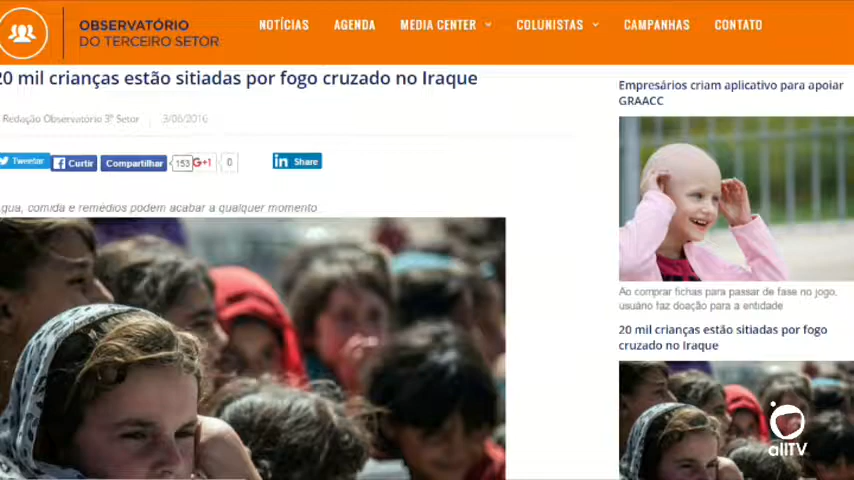 OBSERVATÓRIO
DO TERCEIRO SETOR
NOTÍCIAS AGENDA MEDIA CENTER COLUNISTAS CAMPANHAS CONTATO
20 mil crianças estão sitiadas por fogo cruzado no Iraque
Redação Observatório 3º Setor | 3/06/2016
Tweetar Curtir Compartilhar 153 G+1 0 in Share
gua, comida e remédios podem acabar a qualquer momento
Empresários criam aplicativo para apoiar
GRAACC
Ao comprar fichas para passar de fase no jogo,
usuário faz doação para a entidade
20 mil crianças estão sitiadas por fogo
cruzado no Iraque
allTV